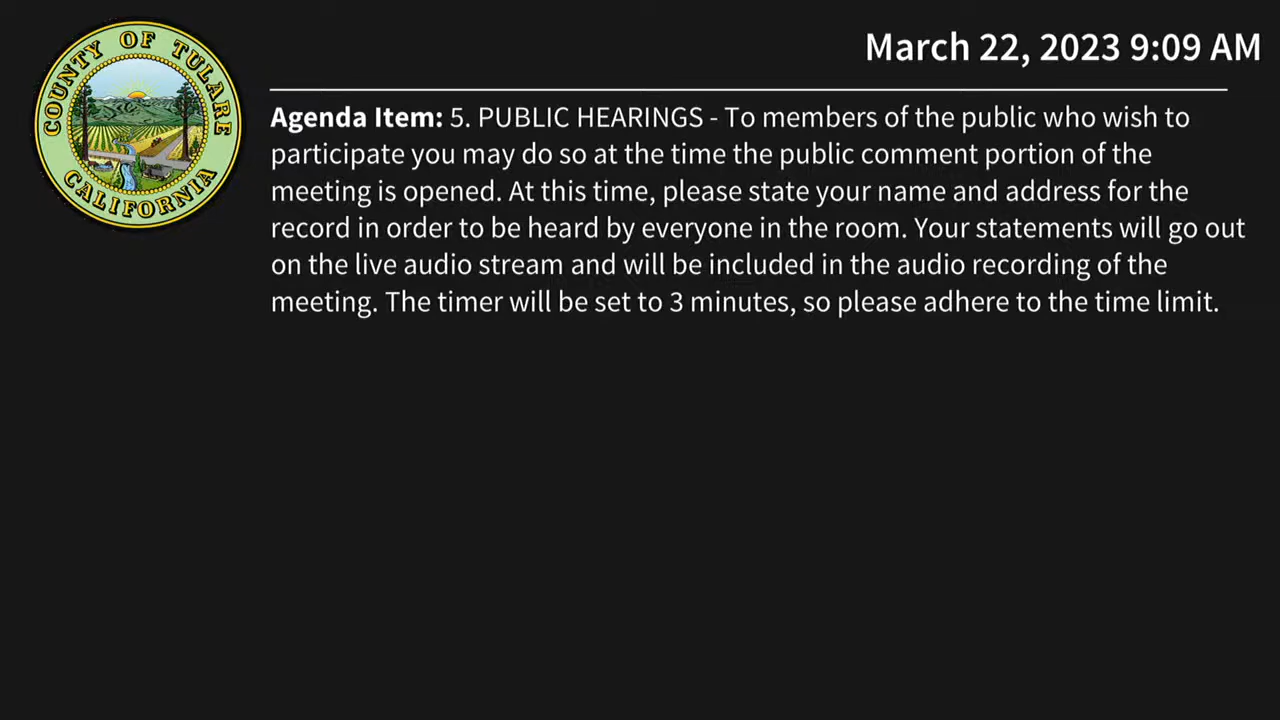 COUNTY OF TULARE
CALIFORNIA
March 22, 2023 9:09 AM
Agenda Item: 5. PUBLIC HEARINGS - To members of the public who wish to
participate you may do so at the time the public comment portion of the
meeting is opened. At this time, please state your name and address for the
record in order to be heard by everyone in the room. Your statements will go out
on the live audio stream and will be included in the audio recording of the
meeting. The timer will be set to 3 minutes, so please adhere to the time limit.